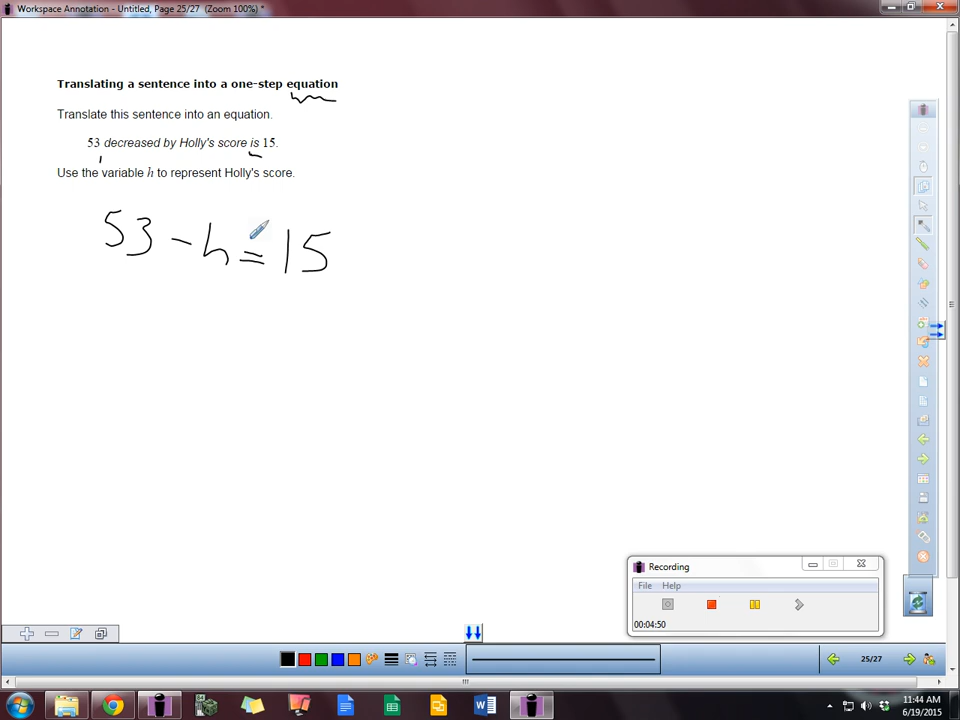 Workspace Annotation - Untitled, Page 25/27 (Zoom 100%) *
Translating a sentence into a one-step equation
Translate this sentence into an equation.
53 decreased by Holly's score is 15.
Use the variable h to represent Holly's score.
53 - h = 15
Recording
File Help
00:04:50
25/27
11:44 AM
6/19/2015